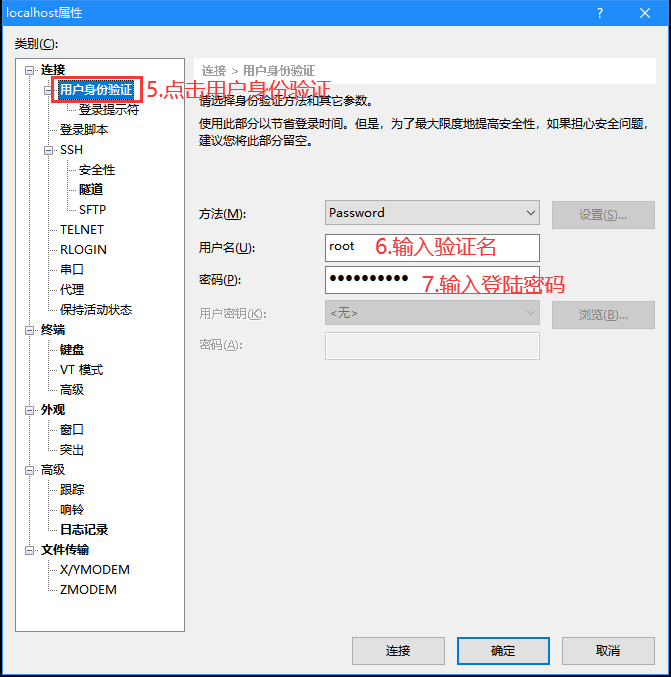 localhost属性
?
类别(C):
连接
用户身份验证
登录提示符
登录脚本
SSH
安全性
隧道
SFTP
TELNET
RLOGIN
串口
代理
保持活动状态
终端
键盘
VT 模式
高级
外观
窗口
突出
高级
跟踪
响铃
日志记录
文件传输
X/YMODEM
ZMODEM
连接 > 用户身份验证
5.点击用户身份验证
请选择身份验证方法和其它参数。
使用此部分以节省登录时间。但是，为了最大限度地提高安全性，如果担心安全问题，
建议您将此部分留空。
方法(M):
Password
设置(S)...
用户名(U):
root
6.输入验证名
密码(P):
●●●●●●●●●●
7.输入登陆密码
用户密钥(K):
<无>
浏览(B)...
密码(A):
连接
确定
取消